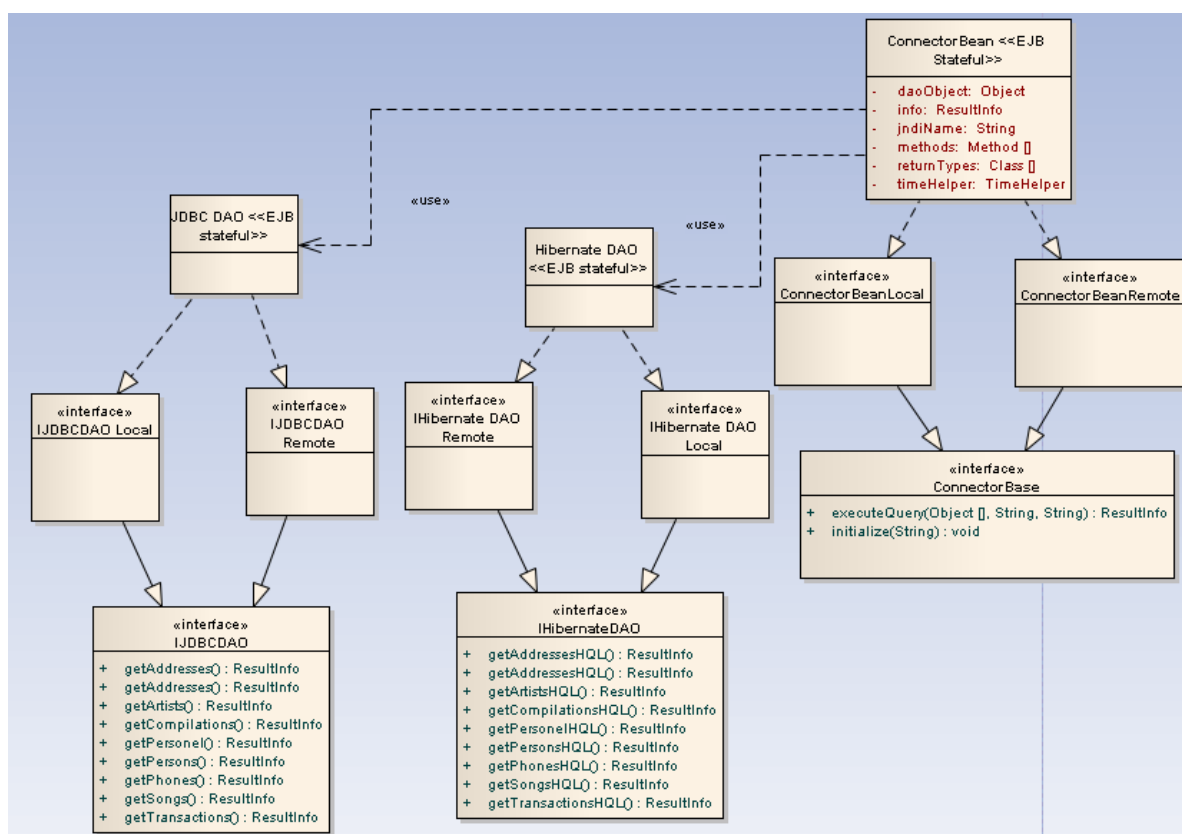 ConnectorBean <<EJB
Stateful>>
- daoObject: Object
- info: ResultInfo
- jndiName: String
- methods: Method []
- returnTypes: Class []
- timeHelper: TimeHelper
«use»
«use»
JDBC DAO <<EJB
stateful>>
Hibernate DAO
<<EJB stateful>>
«interface»
ConnectorBeanLocal
«interface»
ConnectorBeanRemote
«interface»
IJDBCDAO Local
«interface»
IJDBCDAO
Remote
«interface»
IHibernate DAO
Remote
«interface»
IHibernate DAO
Local
«interface»
ConnectorBase
+ executeQuery(Object [], String, String) : ResultInfo
+ initialize(String) : void
«interface»
IJDBCDAO
+ getAddresses() : ResultInfo
+ getAddresses() : ResultInfo
+ getArtists() : ResultInfo
+ getCompilations() : ResultInfo
+ getPersonel() : ResultInfo
+ getPersons() : ResultInfo
+ getPhones() : ResultInfo
+ getSongs() : ResultInfo
+ getTransactions() : ResultInfo
«interface»
IHibernateDAO
+ getAddressesHQL() : ResultInfo
+ getAddressesHQL() : ResultInfo
+ getArtistsHQL() : ResultInfo
+ getCompilationsHQL() : ResultInfo
+ getPersonelHQL() : ResultInfo
+ getPersonsHQL() : ResultInfo
+ getPhonesHQL() : ResultInfo
+ getSongsHQL() : ResultInfo
+ getTransactionsHQL() : ResultInfo